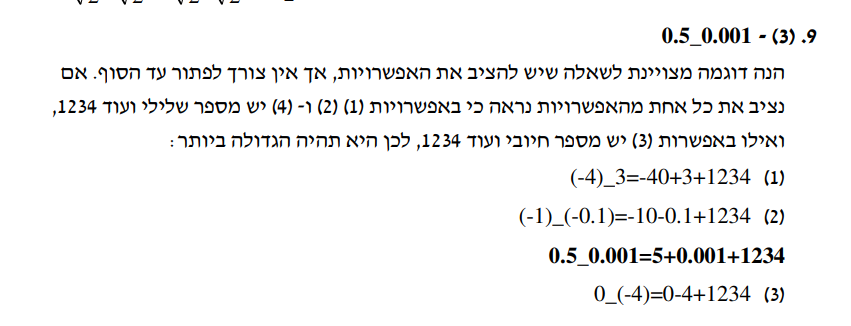 9. (3) - 0.5_0.001
הנה דוגמה מצויינת לשאלה שיש להציב את האפשרויות, אך אין צורך לפתור עד הסוף. אם
נציב את כל אחת מהאפשרויות נראה כי באפשרויות (1) (2) ו- (4) יש מספר שלילי ועוד 1234,
ואילו באפשרות (3) יש מספר חיובי ועוד 1234, לכן היא תהיה הגדולה ביותר:
(1) (-4)_3=-40+3+1234
(2) (-1)_(-0.1)=-10-0.1+1234
0.5_0.001=5+0.001+1234
(3) 0_(-4)=0-4+1234